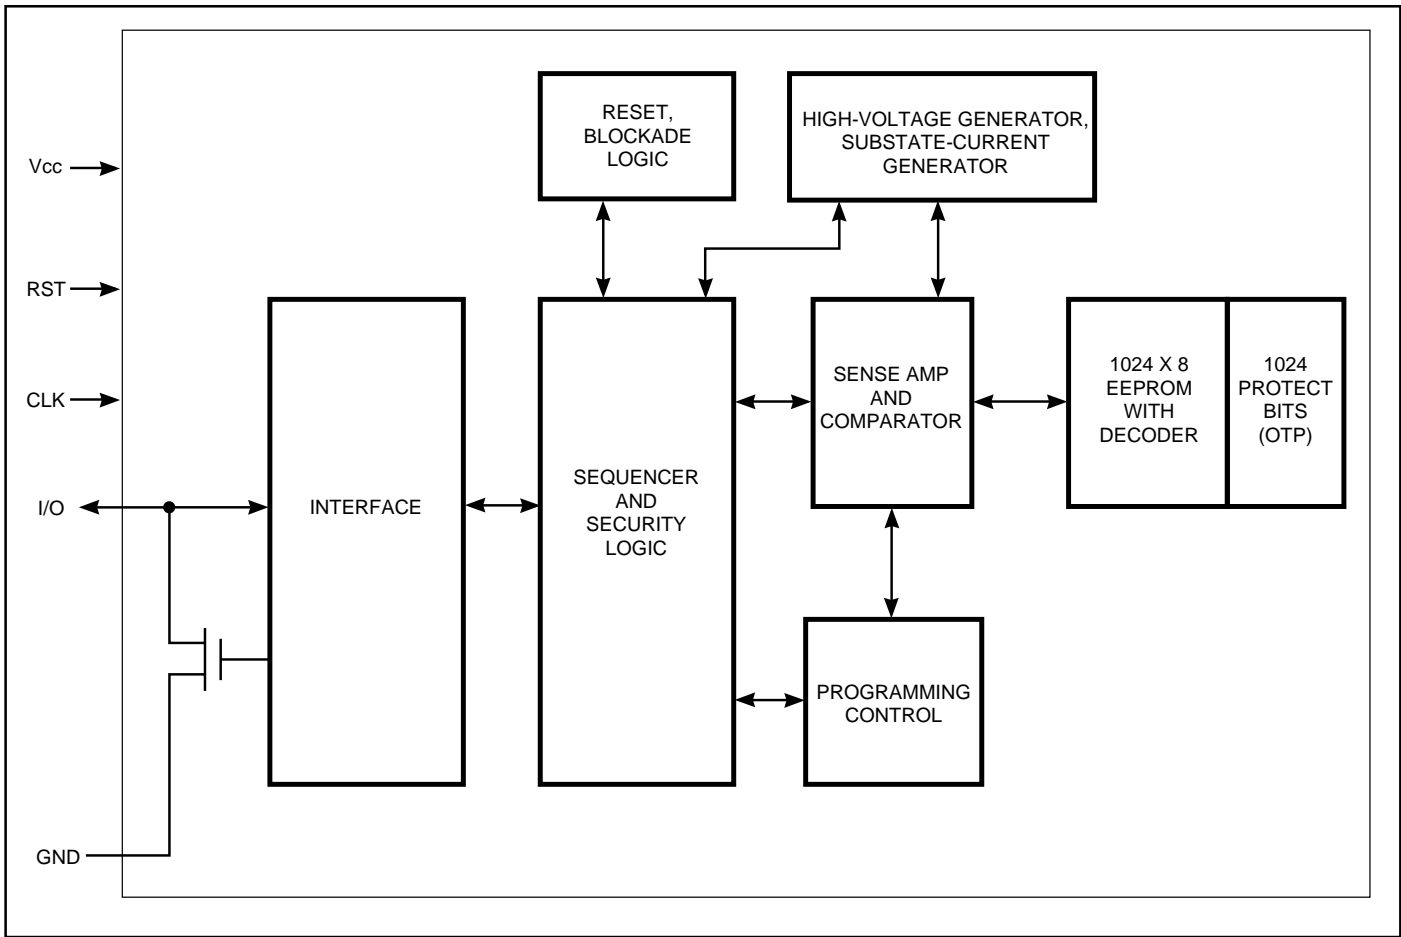 RESET,
BLOCKADE
LOGIC
HIGH-VOLTAGE GENERATOR,
SUBSTATE-CURRENT
GENERATOR
Vcc
RST
CLK
I/O
GND
INTERFACE
SEQUENCER
AND
SECURITY
LOGIC
SENSE AMP
AND
COMPARATOR
1024 X 8
EEPROM
WITH
DECODER
1024
PROTECT
BITS
(OTP)
PROGRAMMING
CONTROL